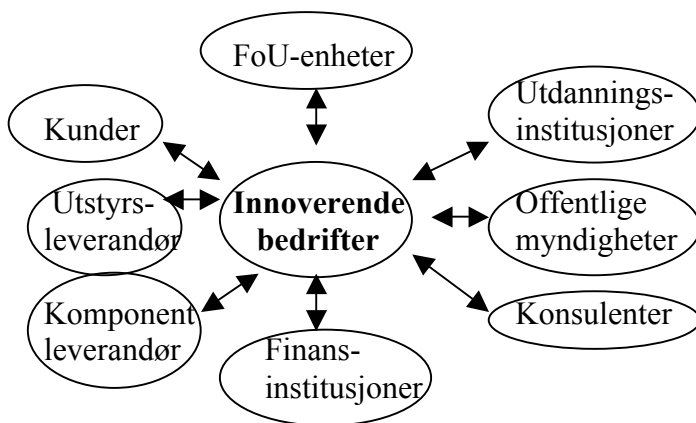 FoU-enheter
Kunder
Utdannings-
institusjoner
Utstyrs-
leverandør
Innoverende
bedrifter
Offentlige
myndigheter
Komponent
leverandør
Finans-
institusjoner
Konsulenter